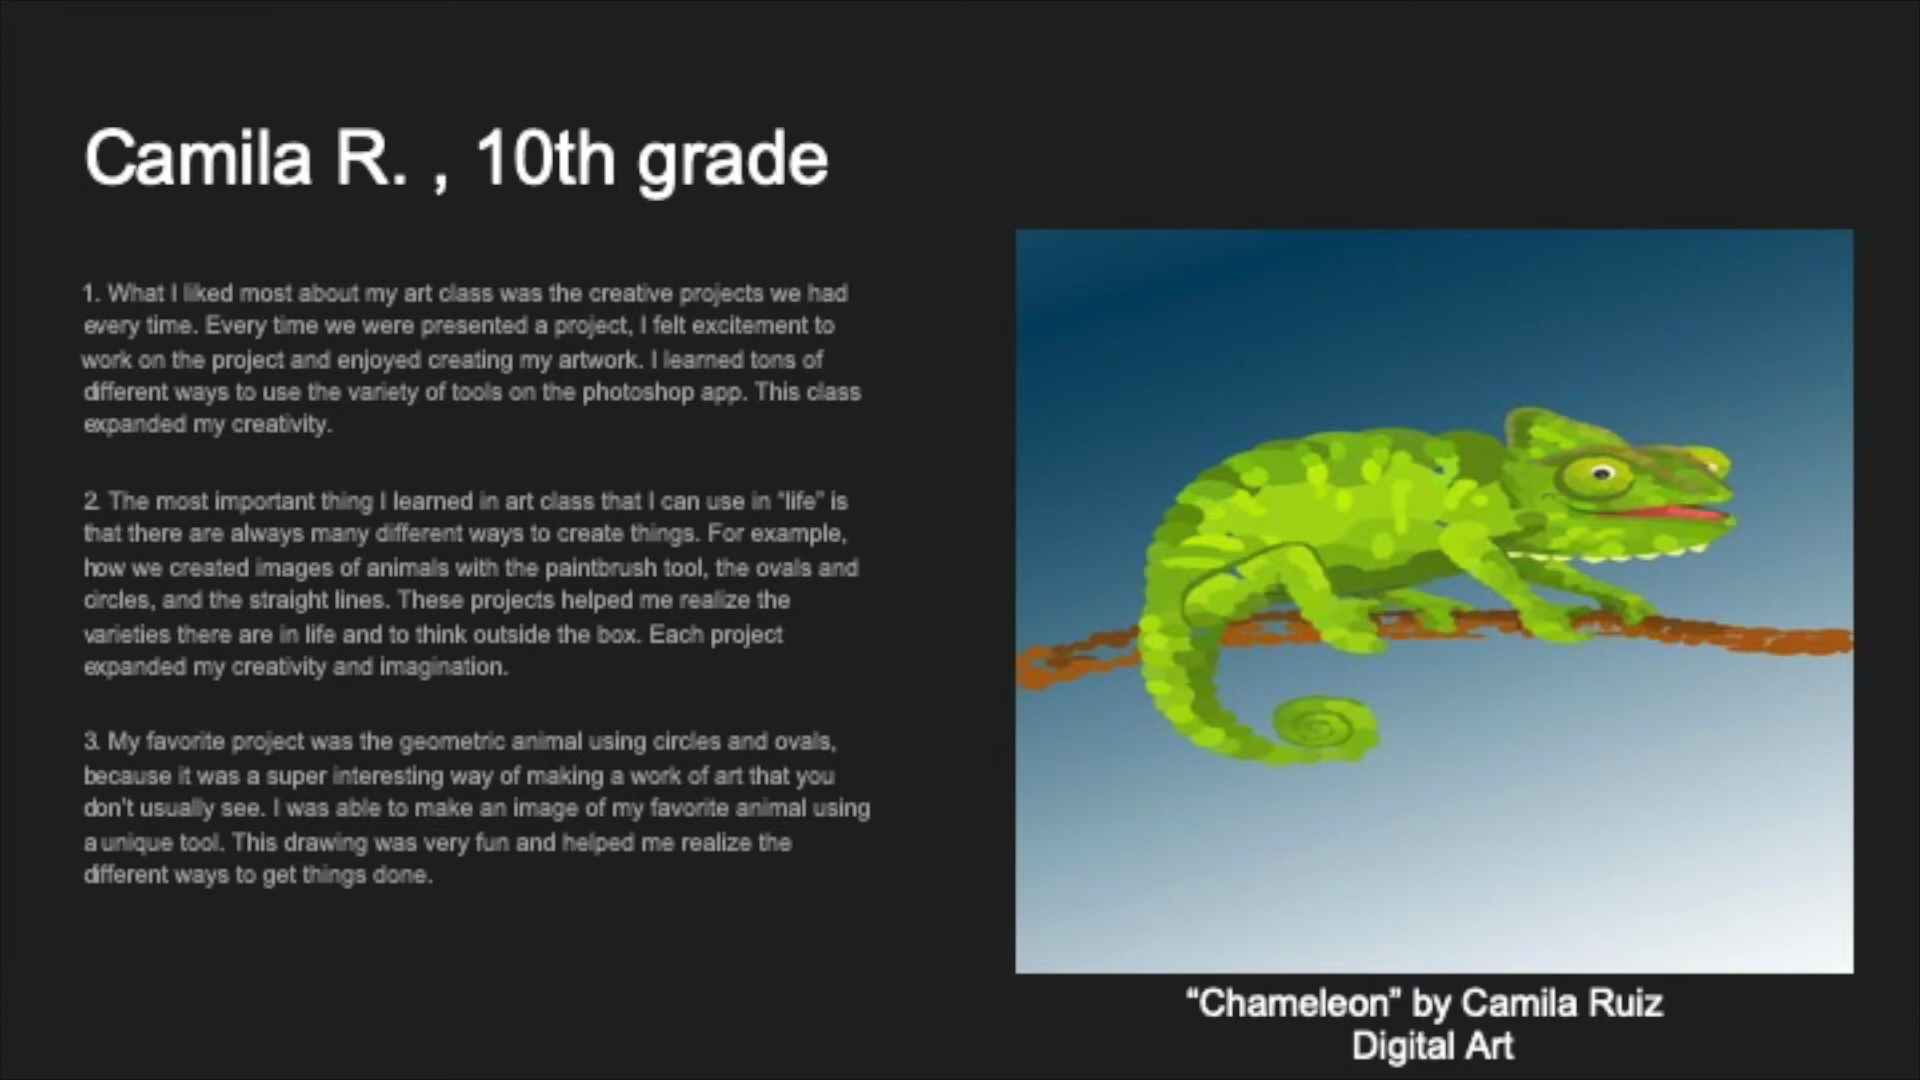 Camila R. , 10th grade
1. What I liked most about my art class was the creative projects we had
every time. Every time we were presented a project, I felt excitement to
work on the project and enjoyed creating my artwork. I learned tons of
different ways to use the variety of tools on the photoshop app. This class
expanded my creativity.
2. The most important thing I learned in art class that I can use in "life" is
that there are always many different ways to create things. For example,
how we created images of animals with the paintbrush tool, the ovals and
circles, and the straight lines. These projects helped me realize the
varieties there are in life and to think outside the box. Each project
expanded my creativity and imagination.
3. My favorite project was the geometric animal using circles and ovals,
because it was a super interesting way of making a work of art that you
don't usually see. I was able to make an image of my favorite animal using
a unique tool. This drawing was very fun and helped me realize the
different ways to get things done.
“Chameleon” by Camila Ruiz
Digital Art